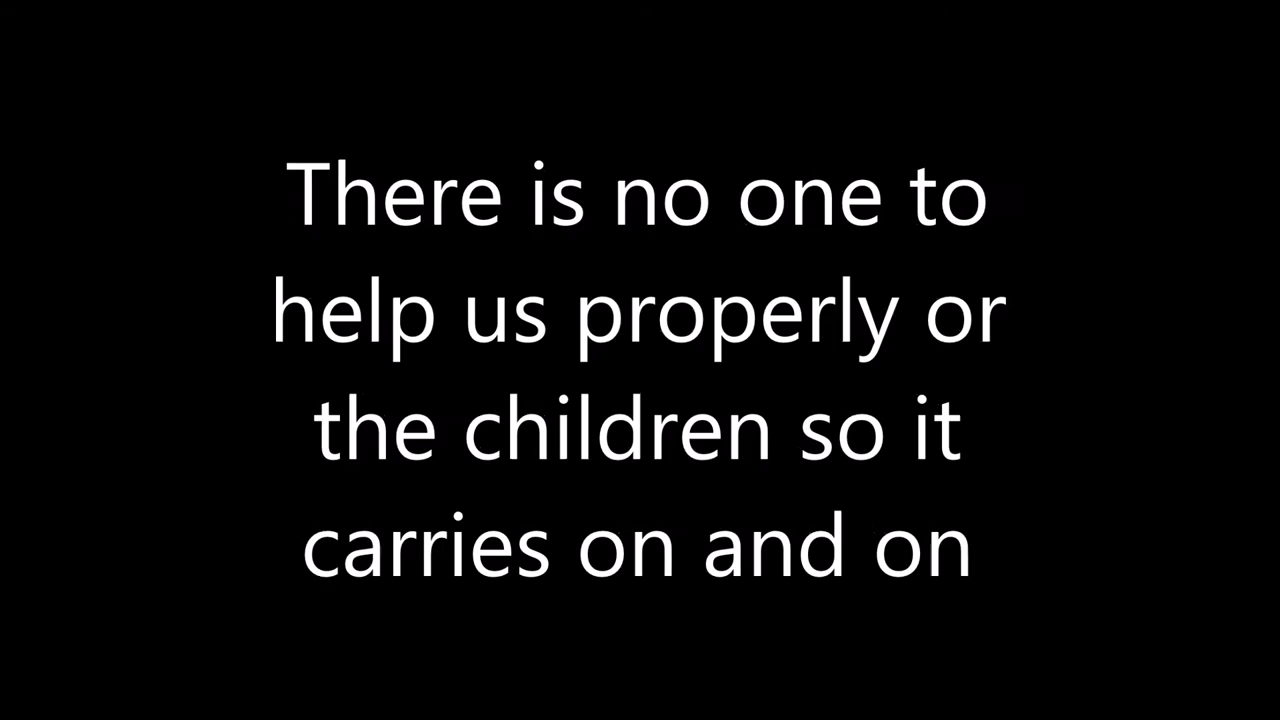 There is no one to
help us properly or
the children so it
carries on and on